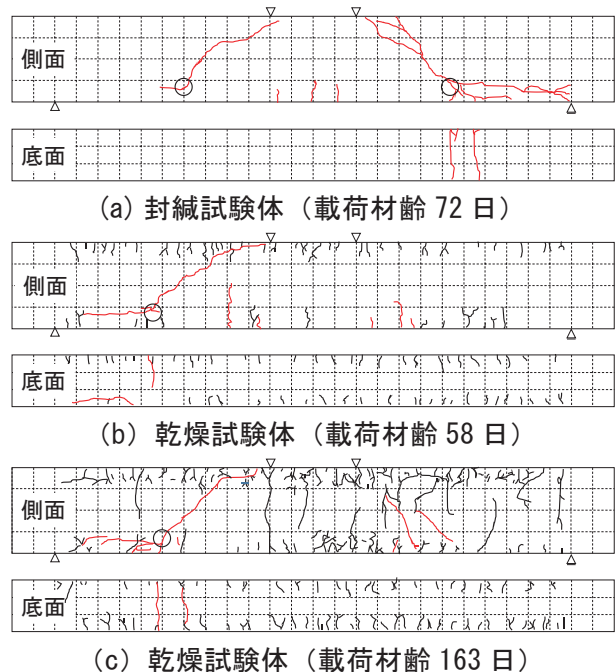 側面
底面
(a) 封緘試験体（載荷材齢 72 日）
側面
底面
(b) 乾燥試験体（載荷材齢 58 日）
側面
底面
(c) 乾燥試験体（載荷材齢 163 日）